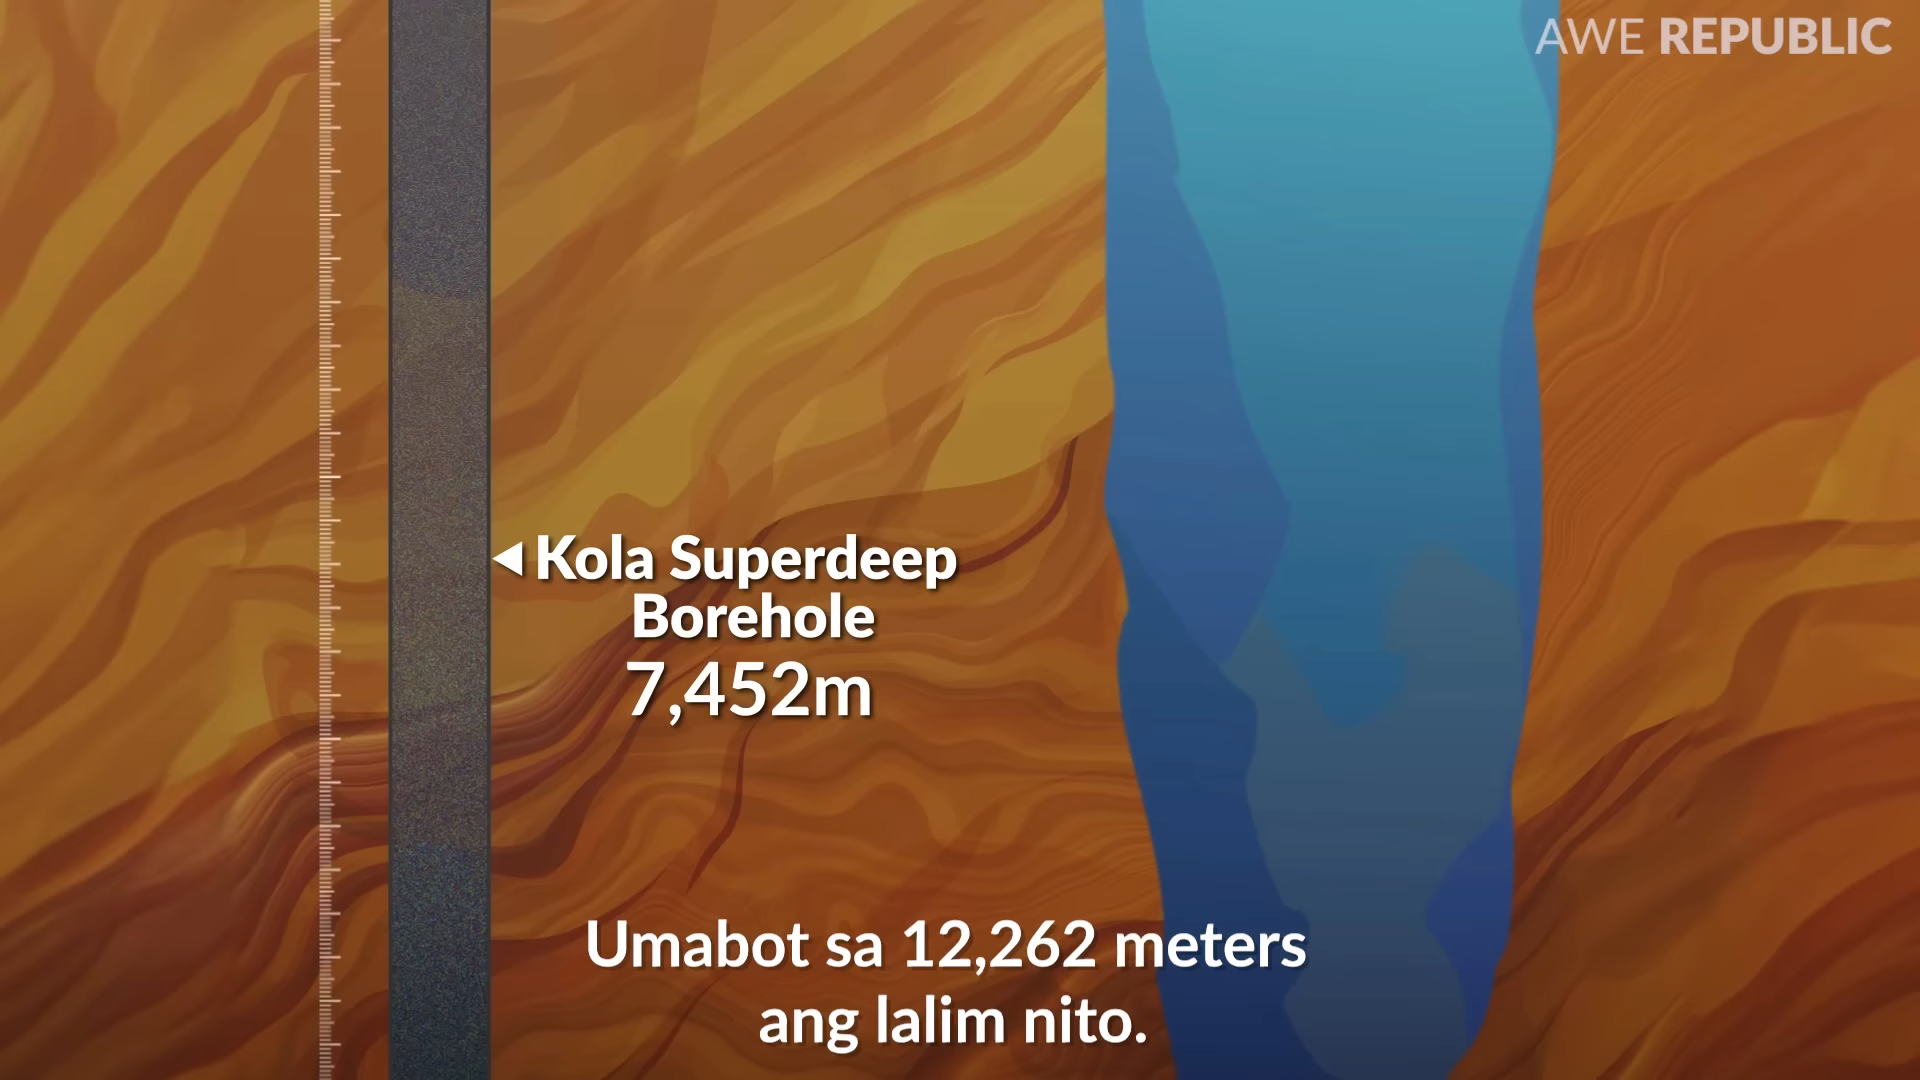 AWE REPUBLIC
Kola Superdeep
Borehole
7,452m
Umabot sa 12,262 meters
ang lalim nito.